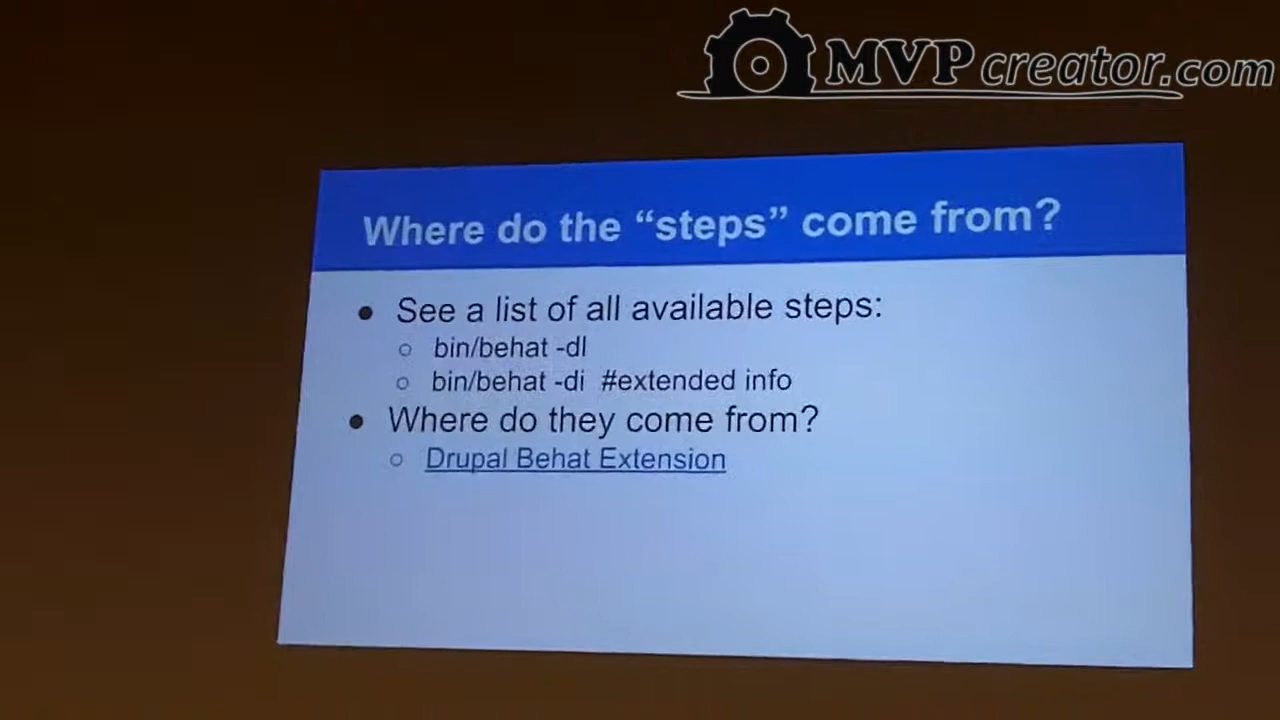 MVPcreator.com
Where do the “steps” come from?
● See a list of all available steps:
○ bin/behat -dl
○ bin/behat -di #extended info
● Where do they come from?
○ Drupal Behat Extension